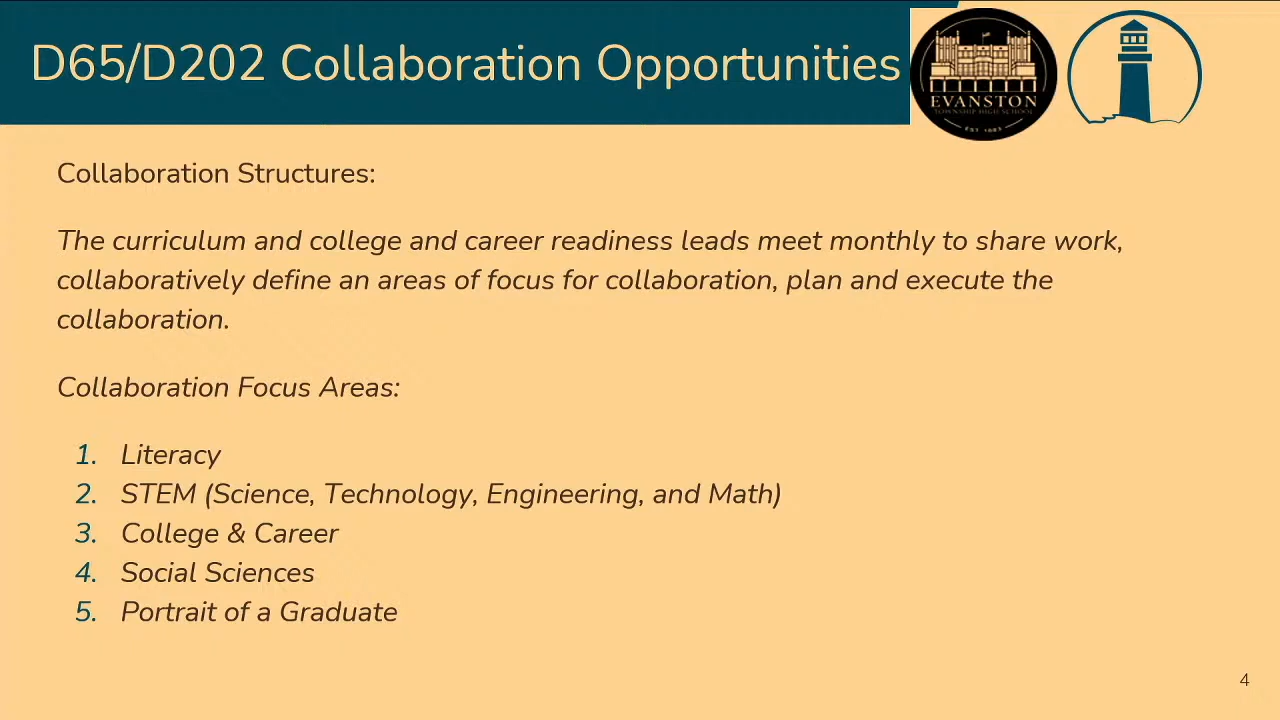 D65/D202 Collaboration Opportunities
EVANSTON
TOWNSHIP HIGH SCHOOL
EST 1883
Collaboration Structures:
The curriculum and college and career readiness leads meet monthly to share work,
collaboratively define an areas of focus for collaboration, plan and execute the
collaboration.
Collaboration Focus Areas:
1. Literacy
2. STEM (Science, Technology, Engineering, and Math)
3. College & Career
4. Social Sciences
5. Portrait of a Graduate
4